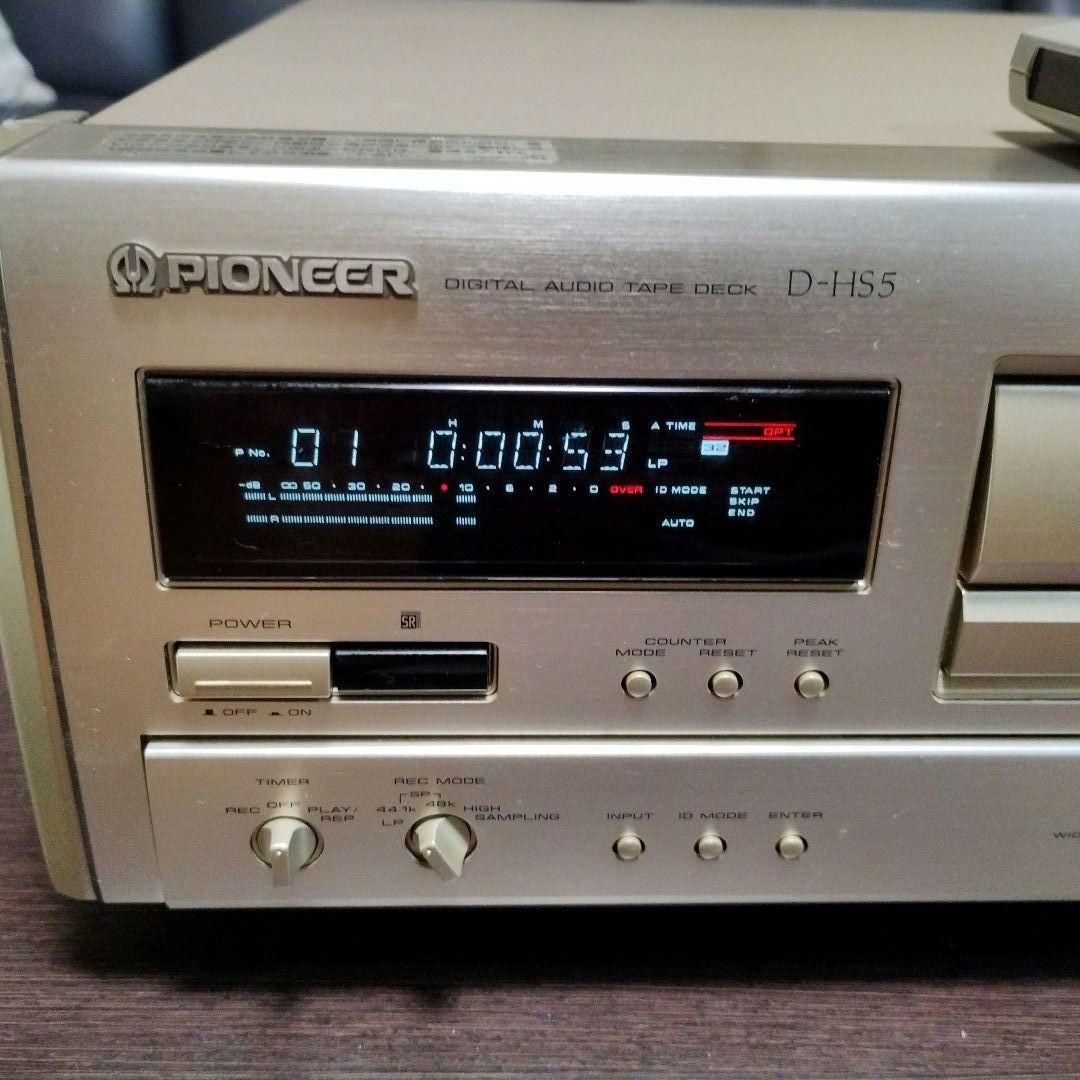 PIONEER DIGITAL AUDIO TAPE DECK D-HS5
H M S A TIME OPT
P No. 01 0:00:53 LP 32
-dB ∞ 50 · 30 · 20 · 10 · 6 · 2 · 0 OVER ID MODE START
L SKIP
R AUTO END
POWER SR
COUNTER PEAK
MODE RESET RESET
OFF ON
TIMER REC MODE
REC OFF PLAY/REP
SP
LP 44.1k 48k HIGH SAMPLING
INPUT ID MODE ENTER